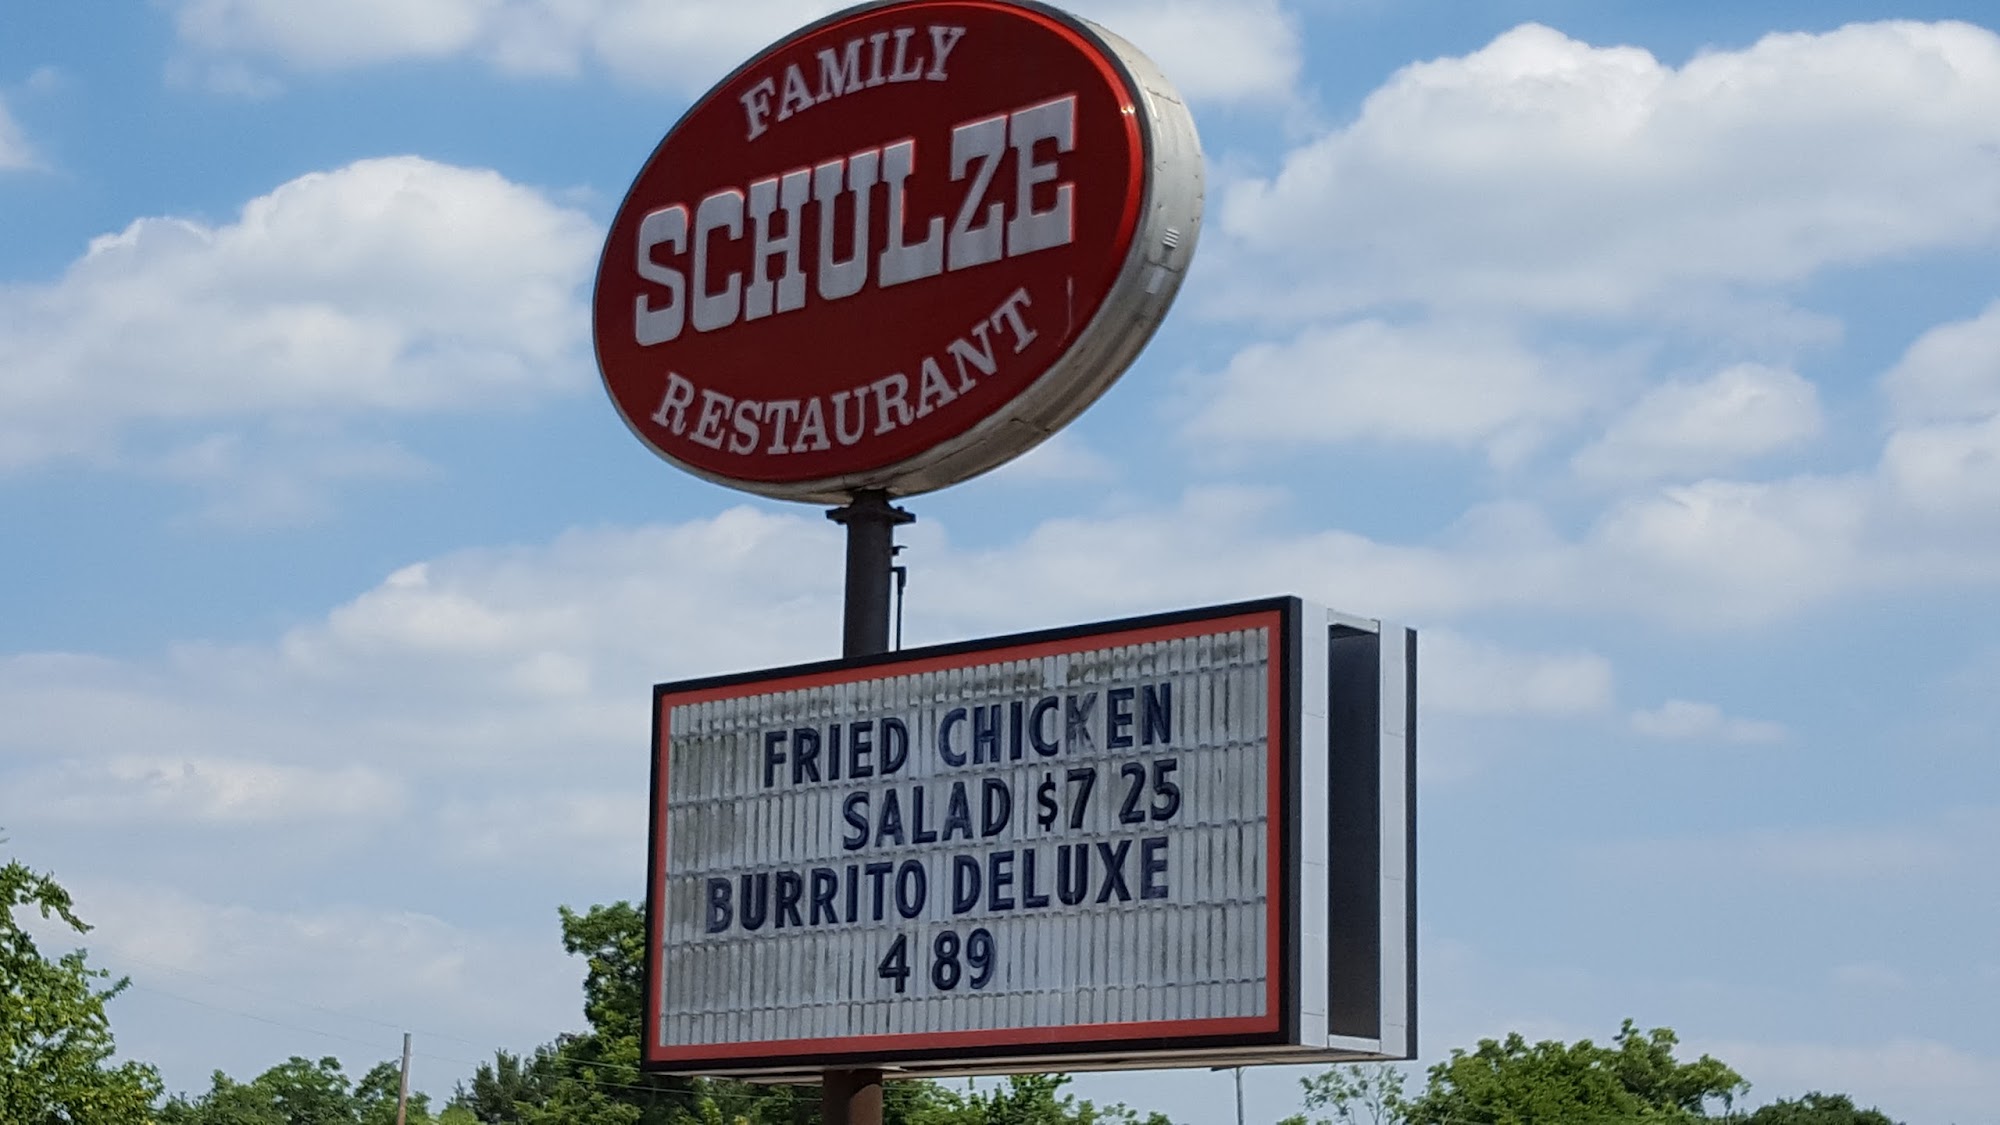 FAMILY
SCHULZE
RESTAURANT
FRIED CHICKEN
SALAD $7 25
BURRITO DELUXE
4 89